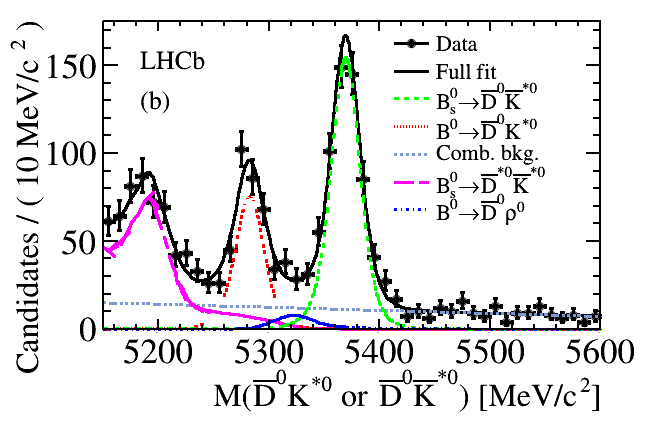 Candidates / ( 10 MeV/c² )
150
100
50
0
LHCb
(b)
Data
Full fit
B⁰ₛ→D̅⁰K̅*⁰
B⁰→D̅⁰K*⁰
Comb. bkg.
B⁰ₛ→D̅*⁰K̅*⁰
B⁰→D̅⁰ρ⁰
5200 5300 5400 5500 5600
M(D̅⁰K*⁰ or D̅⁰K̅*⁰) [MeV/c²]